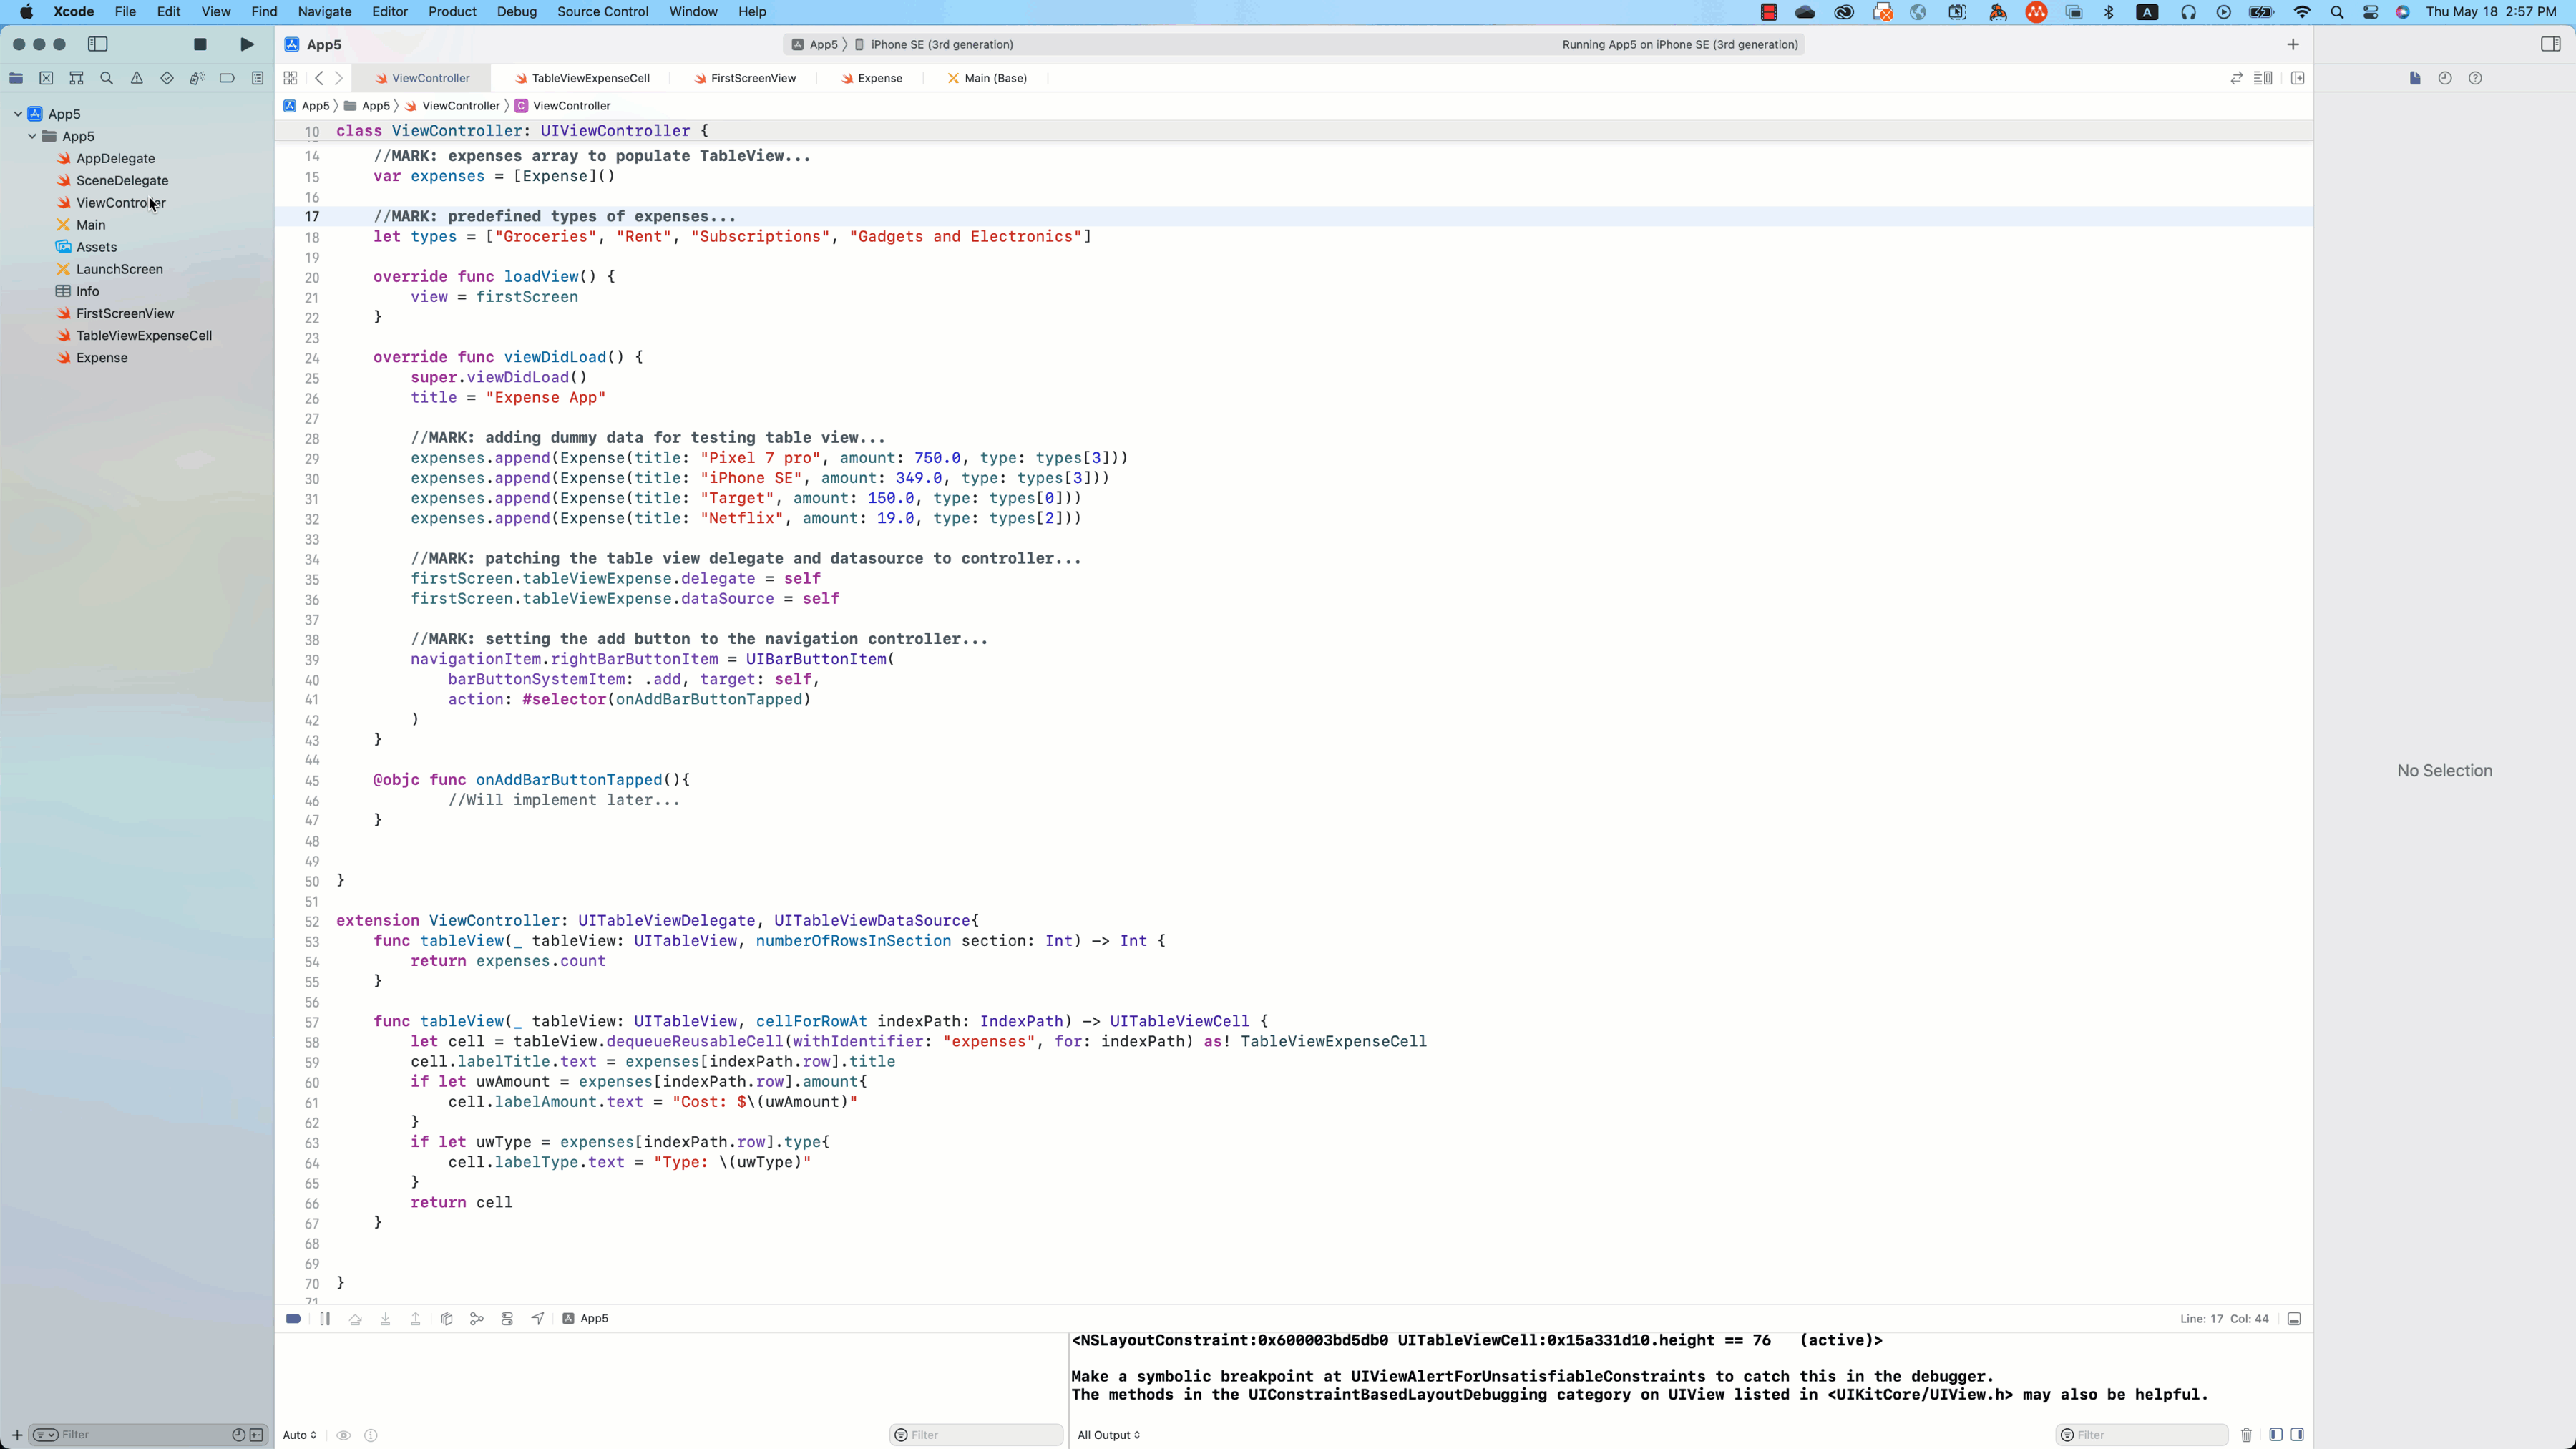 Xcode File Edit View Find Navigate Editor Product Debug Source Control Window Help A Thu May 18 2:57 PM
App5 App5 〉 iPhone SE (3rd generation) Running App5 on iPhone SE (3rd generation)
ViewController TableViewExpenseCell FirstScreenView Expense Main (Base)
App5 〉 App5 〉 ViewController 〉 C ViewController
App5
App5
AppDelegate
SceneDelegate
ViewController
Main
Assets
LaunchScreen
Info
FirstScreenView
TableViewExpenseCell
Expense
10 class ViewController: UIViewController {
14 //MARK: expenses array to populate TableView...
15 var expenses = [Expense]()
16
17 //MARK: predefined types of expenses...
18 let types = ["Groceries", "Rent", "Subscriptions", "Gadgets and Electronics"]
19
20 override func loadView() {
21 view = firstScreen
22 }
23
24 override func viewDidLoad() {
25 super.viewDidLoad()
26 title = "Expense App"
27
28 //MARK: adding dummy data for testing table view...
29 expenses.append(Expense(title: "Pixel 7 pro", amount: 750.0, type: types[3]))
30 expenses.append(Expense(title: "iPhone SE", amount: 349.0, type: types[3]))
31 expenses.append(Expense(title: "Target", amount: 150.0, type: types[0]))
32 expenses.append(Expense(title: "Netflix", amount: 19.0, type: types[2]))
33
34 //MARK: patching the table view delegate and datasource to controller...
35 firstScreen.tableViewExpense.delegate = self
36 firstScreen.tableViewExpense.dataSource = self
37
38 //MARK: setting the add button to the navigation controller...
39 navigationItem.rightBarButtonItem = UIBarButtonItem(
40 barButtonSystemItem: .add, target: self,
41 action: #selector(onAddBarButtonTapped)
42 )
43 }
44
45 @objc func onAddBarButtonTapped(){
46 //Will implement later...
47 }
48
49
50 }
51
52 extension ViewController: UITableViewDelegate, UITableViewDataSource{
53 func tableView(_ tableView: UITableView, numberOfRowsInSection section: Int) -> Int {
54 return expenses.count
55 }
56
57 func tableView(_ tableView: UITableView, cellForRowAt indexPath: IndexPath) -> UITableViewCell {
58 let cell = tableView.dequeueReusableCell(withIdentifier: "expenses", for: indexPath) as! TableViewExpenseCell
59 cell.labelTitle.text = expenses[indexPath.row].title
60 if let uwAmount = expenses[indexPath.row].amount{
61 cell.labelAmount.text = "Cost: $\(uwAmount)"
62 }
63 if let uwType = expenses[indexPath.row].type{
64 cell.labelType.text = "Type: \(uwType)"
65 }
66 return cell
67 }
68
69
70 }
71
App5 Line: 17 Col: 44
<NSLayoutConstraint:0x600003bd5db0 UITableViewCell:0x15a331d10.height == 76 (active)>
Make a symbolic breakpoint at UIViewAlertForUnsatisfiableConstraints to catch this in the debugger.
The methods in the UIConstraintBasedLayoutDebugging category on UIView listed in <UIKitCore/UIView.h> may also be helpful.
Filter Auto Filter All Output Filter
No Selection